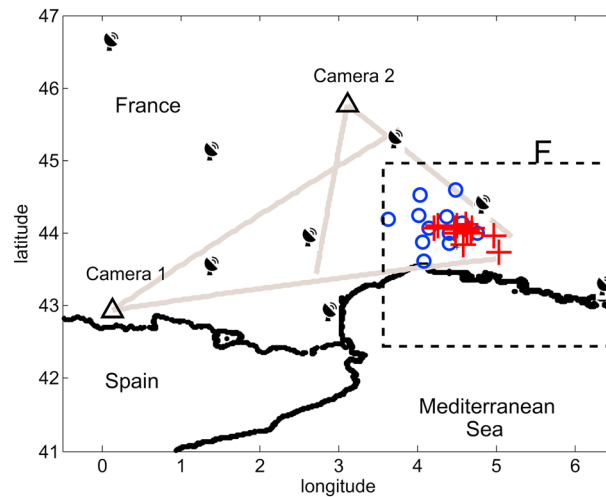 47
46
45
44
43
42
41
latitude
France
Camera 2
F
Camera 1
Spain
Mediterranean
Sea
0 1 2 3 4 5 6
longitude